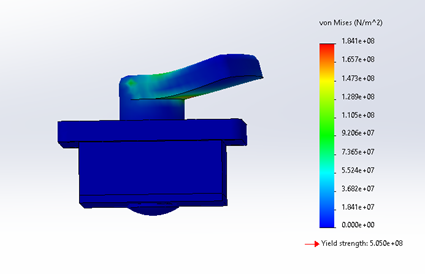 von Mises (N/m^2)
1.841e+08
1.657e+08
1.473e+08
1.289e+08
1.105e+08
9.206e+07
7.365e+07
5.524e+07
3.682e+07
1.841e+07
0.000e+00
Yield strength: 5.050e+08